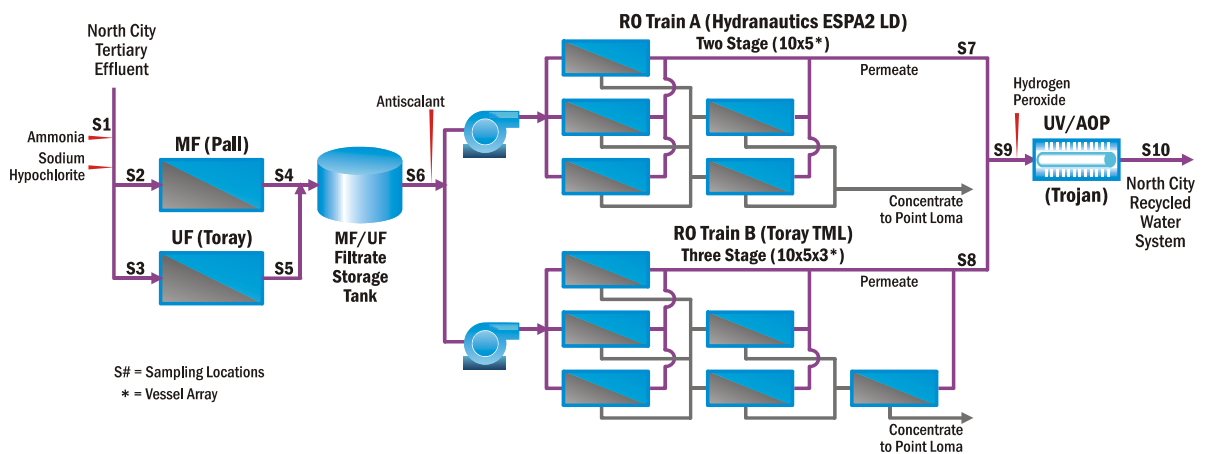 North City
Tertiary
Effluent
S1
Ammonia
Sodium
Hypochlorite
S2
MF (Pall)
S4
S3
UF (Toray)
S5
MF/UF
Filtrate
Storage
Tank
S6
Antiscalant
RO Train A (Hydranautics ESPA2 LD)
Two Stage (10x5*)
S7
Permeate
Concentrate
to Point Loma
RO Train B (Toray TML)
Three Stage (10x5x3*)
S8
Permeate
Concentrate
to Point Loma
S9
Hydrogen
Peroxide
UV/AOP
(Trojan)
S10
North City
Recycled
Water
System
S# = Sampling Locations
* = Vessel Array